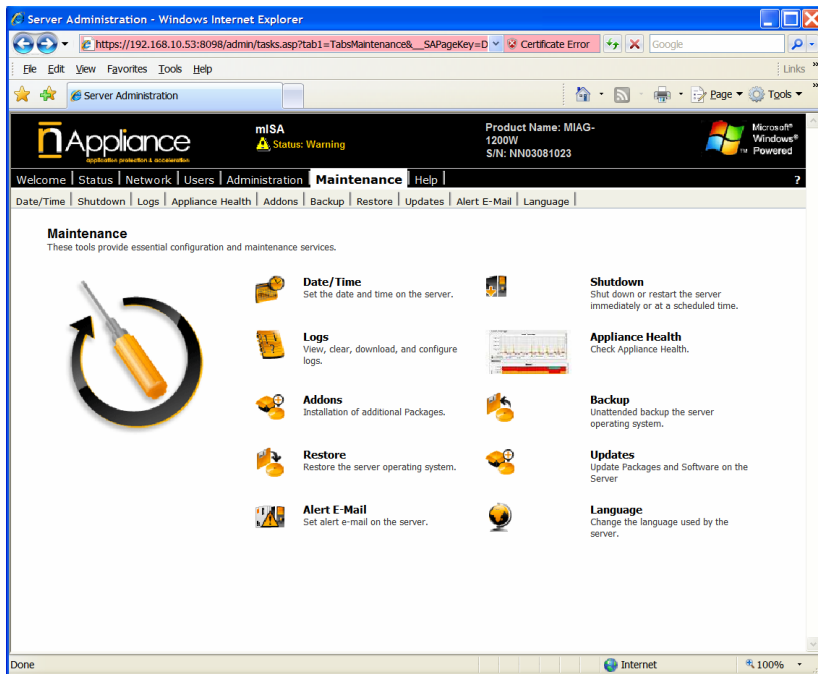 Server Administration - Windows Internet Explorer
https://192.168.10.53:8098/admin/tasks.asp?tab1=TabsMaintenance&__SAPageKey=D
Certificate Error
Google
File Edit View Favorites Tools Help
Links »
Server Administration
Page Tools »
nAppliance
application protection & acceleration
mISA
Status: Warning
Product Name: MIAG-
1200W
S/N: NN03081023
Microsoft®
Windows®
Powered
TM
Welcome | Status | Network | Users | Administration | Maintenance | Help |
?
Date/Time | Shutdown | Logs | Appliance Health | Addons | Backup | Restore | Updates | Alert E-Mail | Language |
Maintenance
These tools provide essential configuration and maintenance services.
Date/Time
Set the date and time on the server.
Shutdown
Shut down or restart the server
immediately or at a scheduled time.
Logs
View, clear, download, and configure
logs.
Appliance Health
Check Appliance Health.
Addons
Installation of additional Packages.
Backup
Unattended backup the server
operating system.
Restore
Restore the server operating system.
Updates
Update Packages and Software on the
Server
Alert E-Mail
Set alert e-mail on the server.
Language
Change the language used by the
server.
Done
Internet
100%